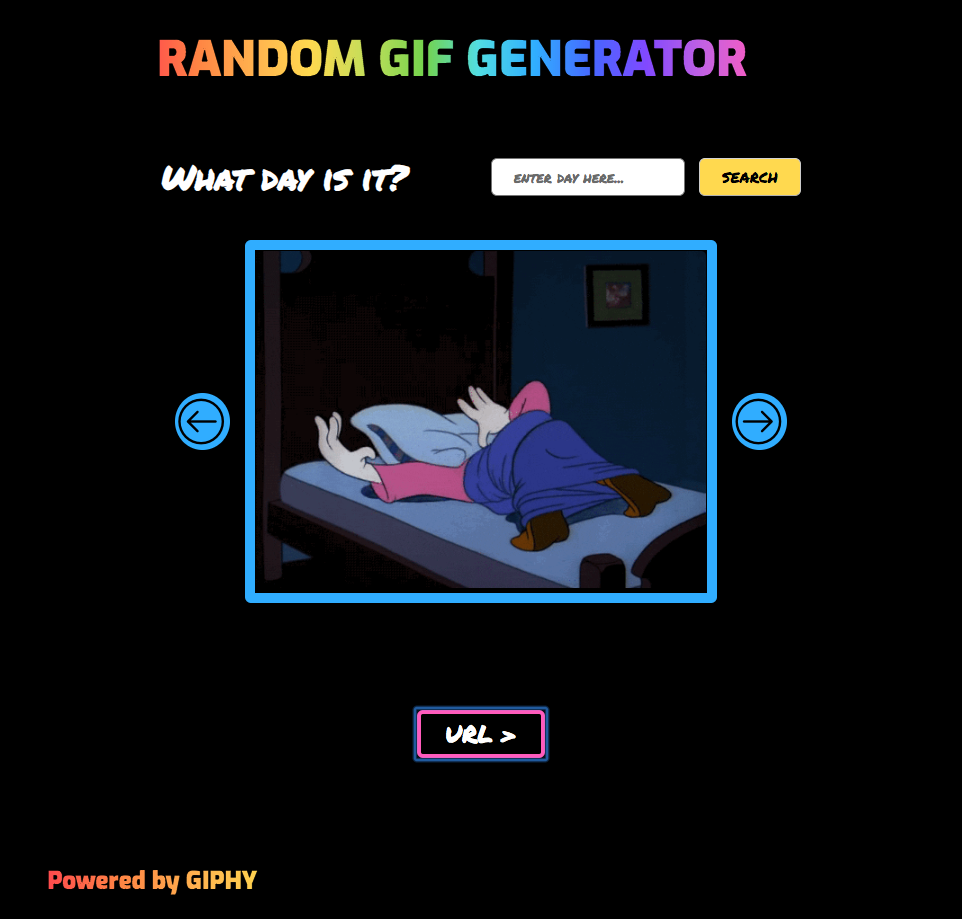 RANDOM GIF GENERATOR
What day is it?
enter day here...
SEARCH
URL >
Powered by GIPHY